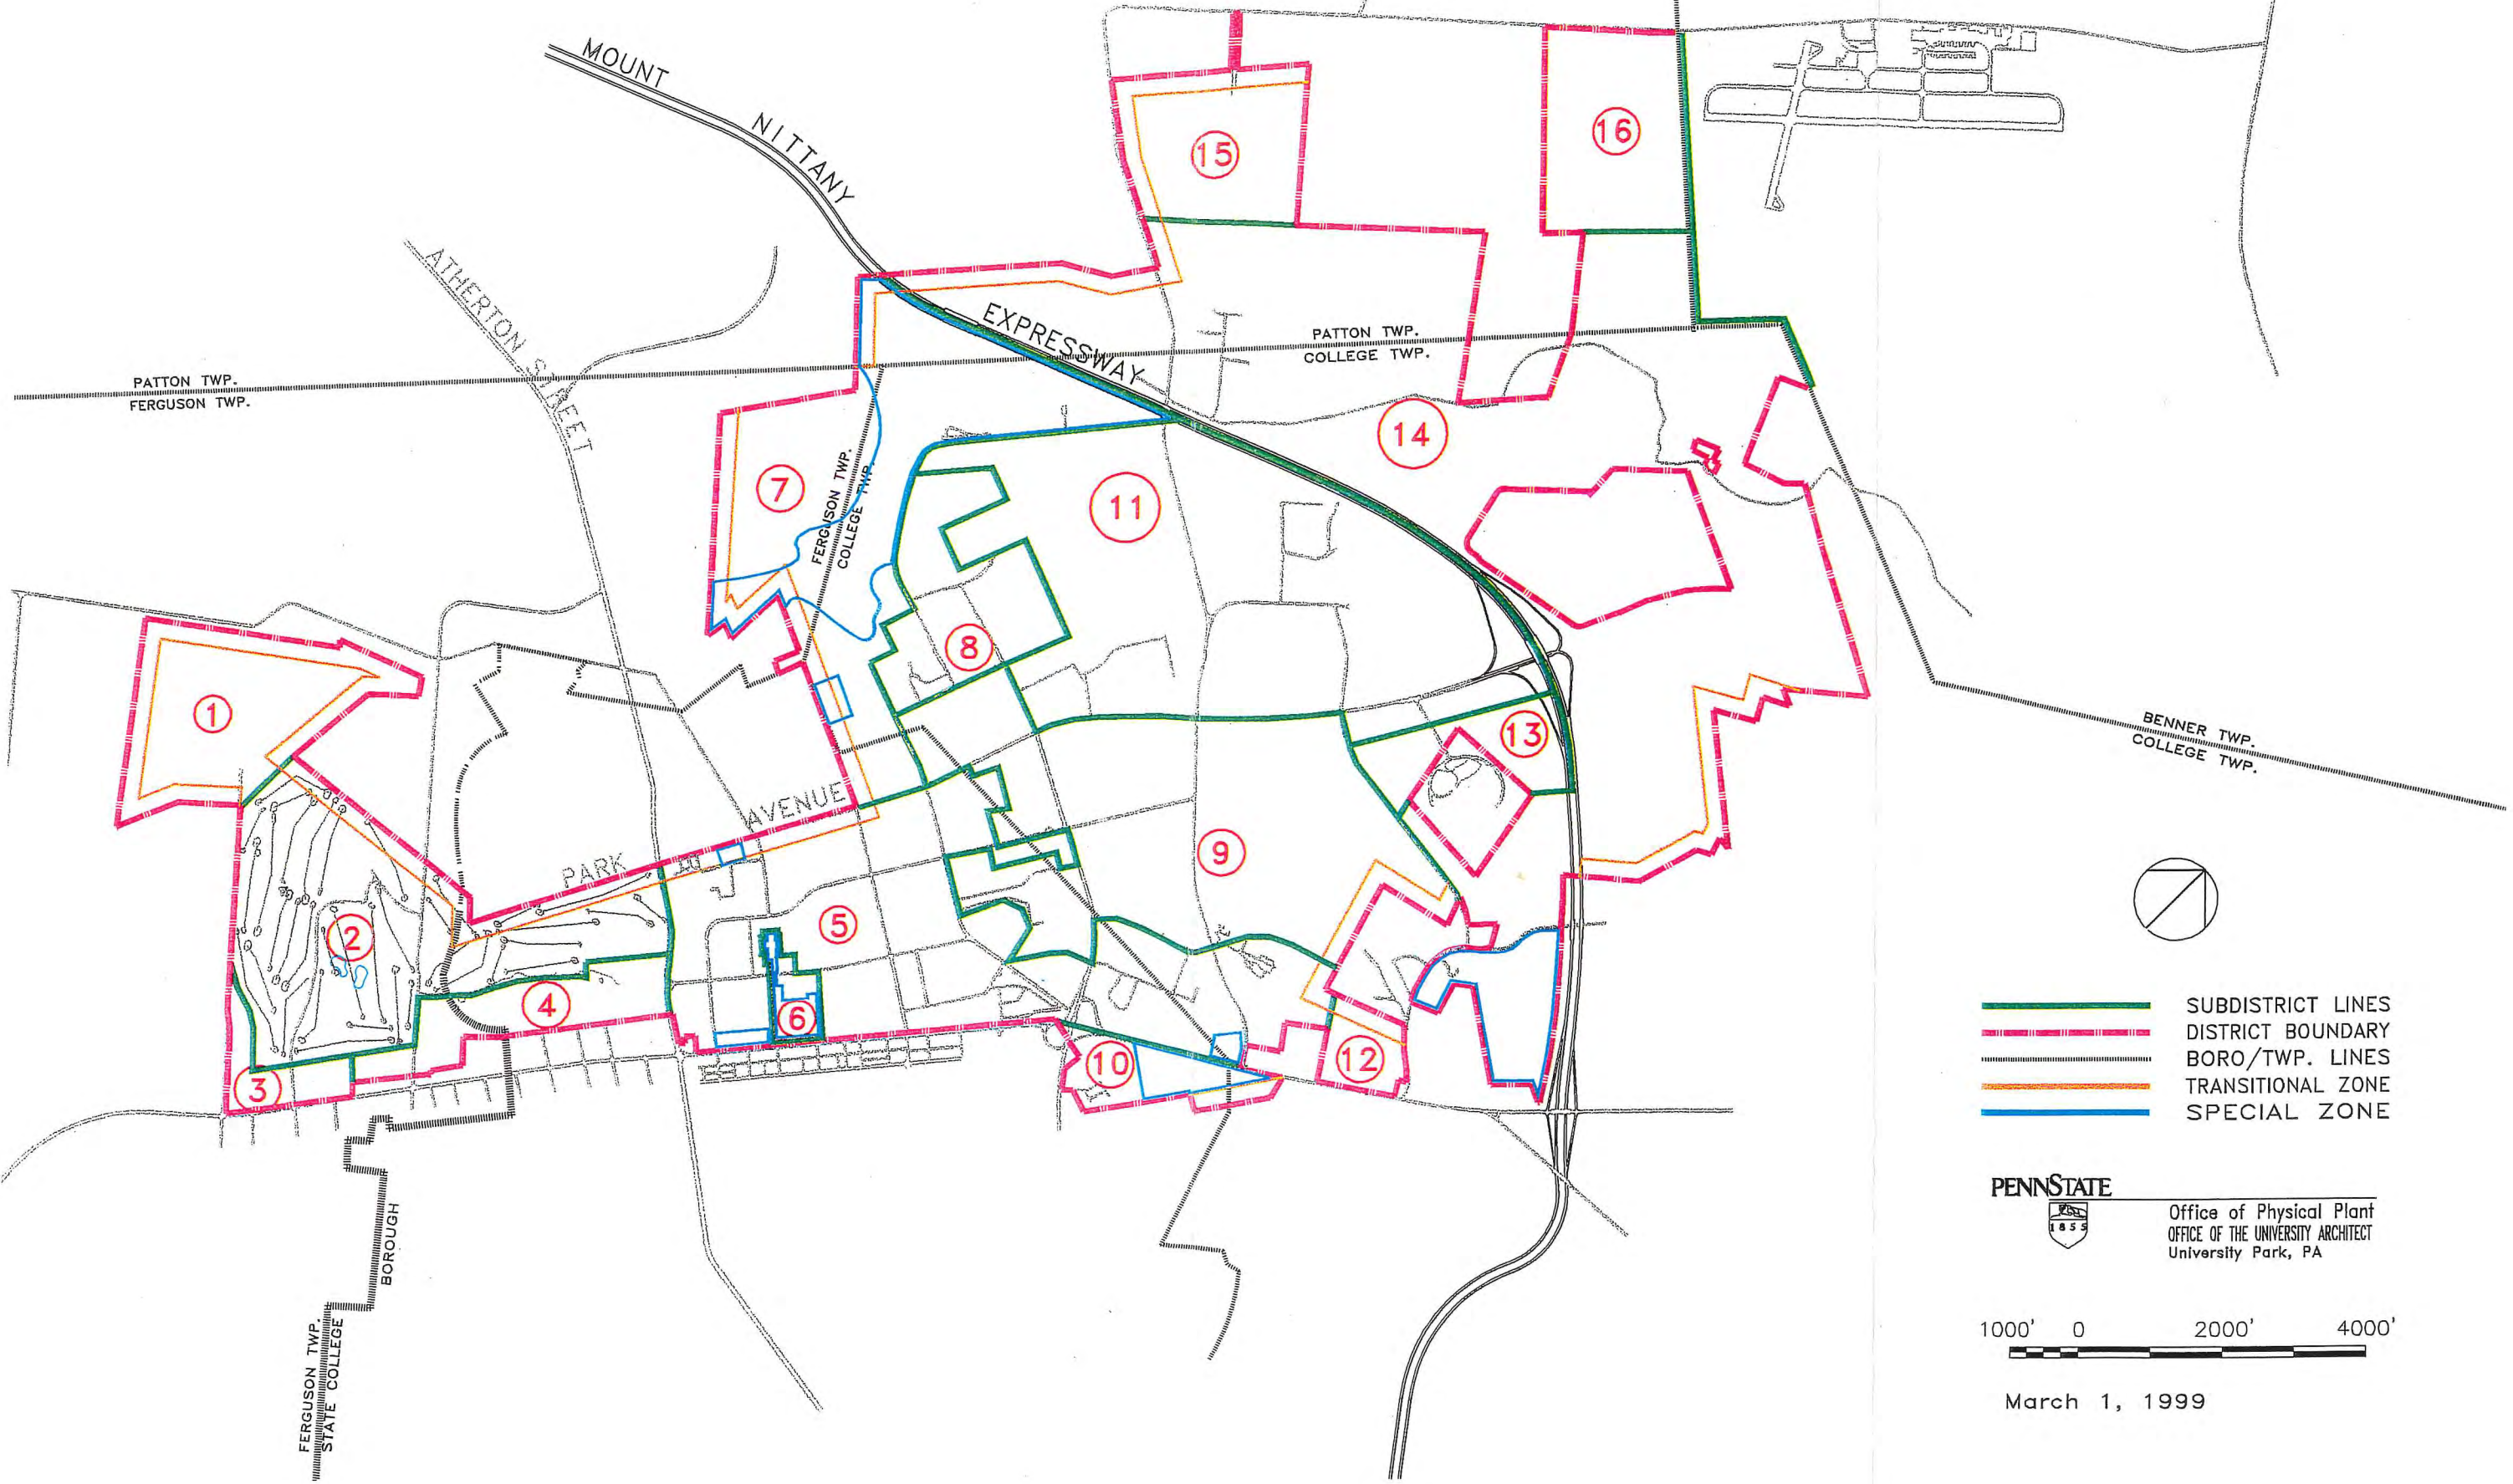 MOUNT
NITTANY
EXPRESSWAY
ATHERTON STREET
15
16
PATTON TWP.
COLLEGE TWP.
PATTON TWP.
FERGUSON TWP.
14
7
FERGUSON TWP.
COLLEGE TWP.
11
8
1
13
BENNER TWP.
COLLEGE TWP.
PARK AVENUE
9
2
5
4
6
3
10
12
BOROUGH
FERGUSON TWP.
STATE COLLEGE
SUBDISTRICT LINES
DISTRICT BOUNDARY
BORO/TWP. LINES
TRANSITIONAL ZONE
SPECIAL ZONE
PENNSTATE
1855
Office of Physical Plant
OFFICE OF THE UNIVERSITY ARCHITECT
University Park, PA
1000' 0 2000' 4000'
March 1, 1999